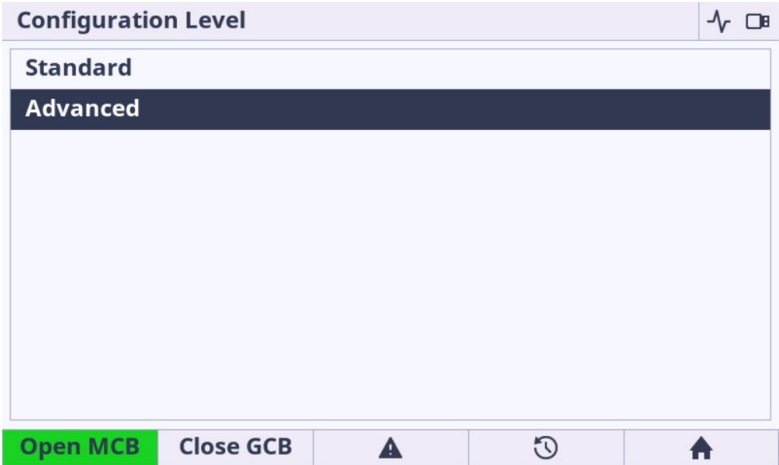 Configuration Level
Standard
Advanced
Open MCB
Close GCB